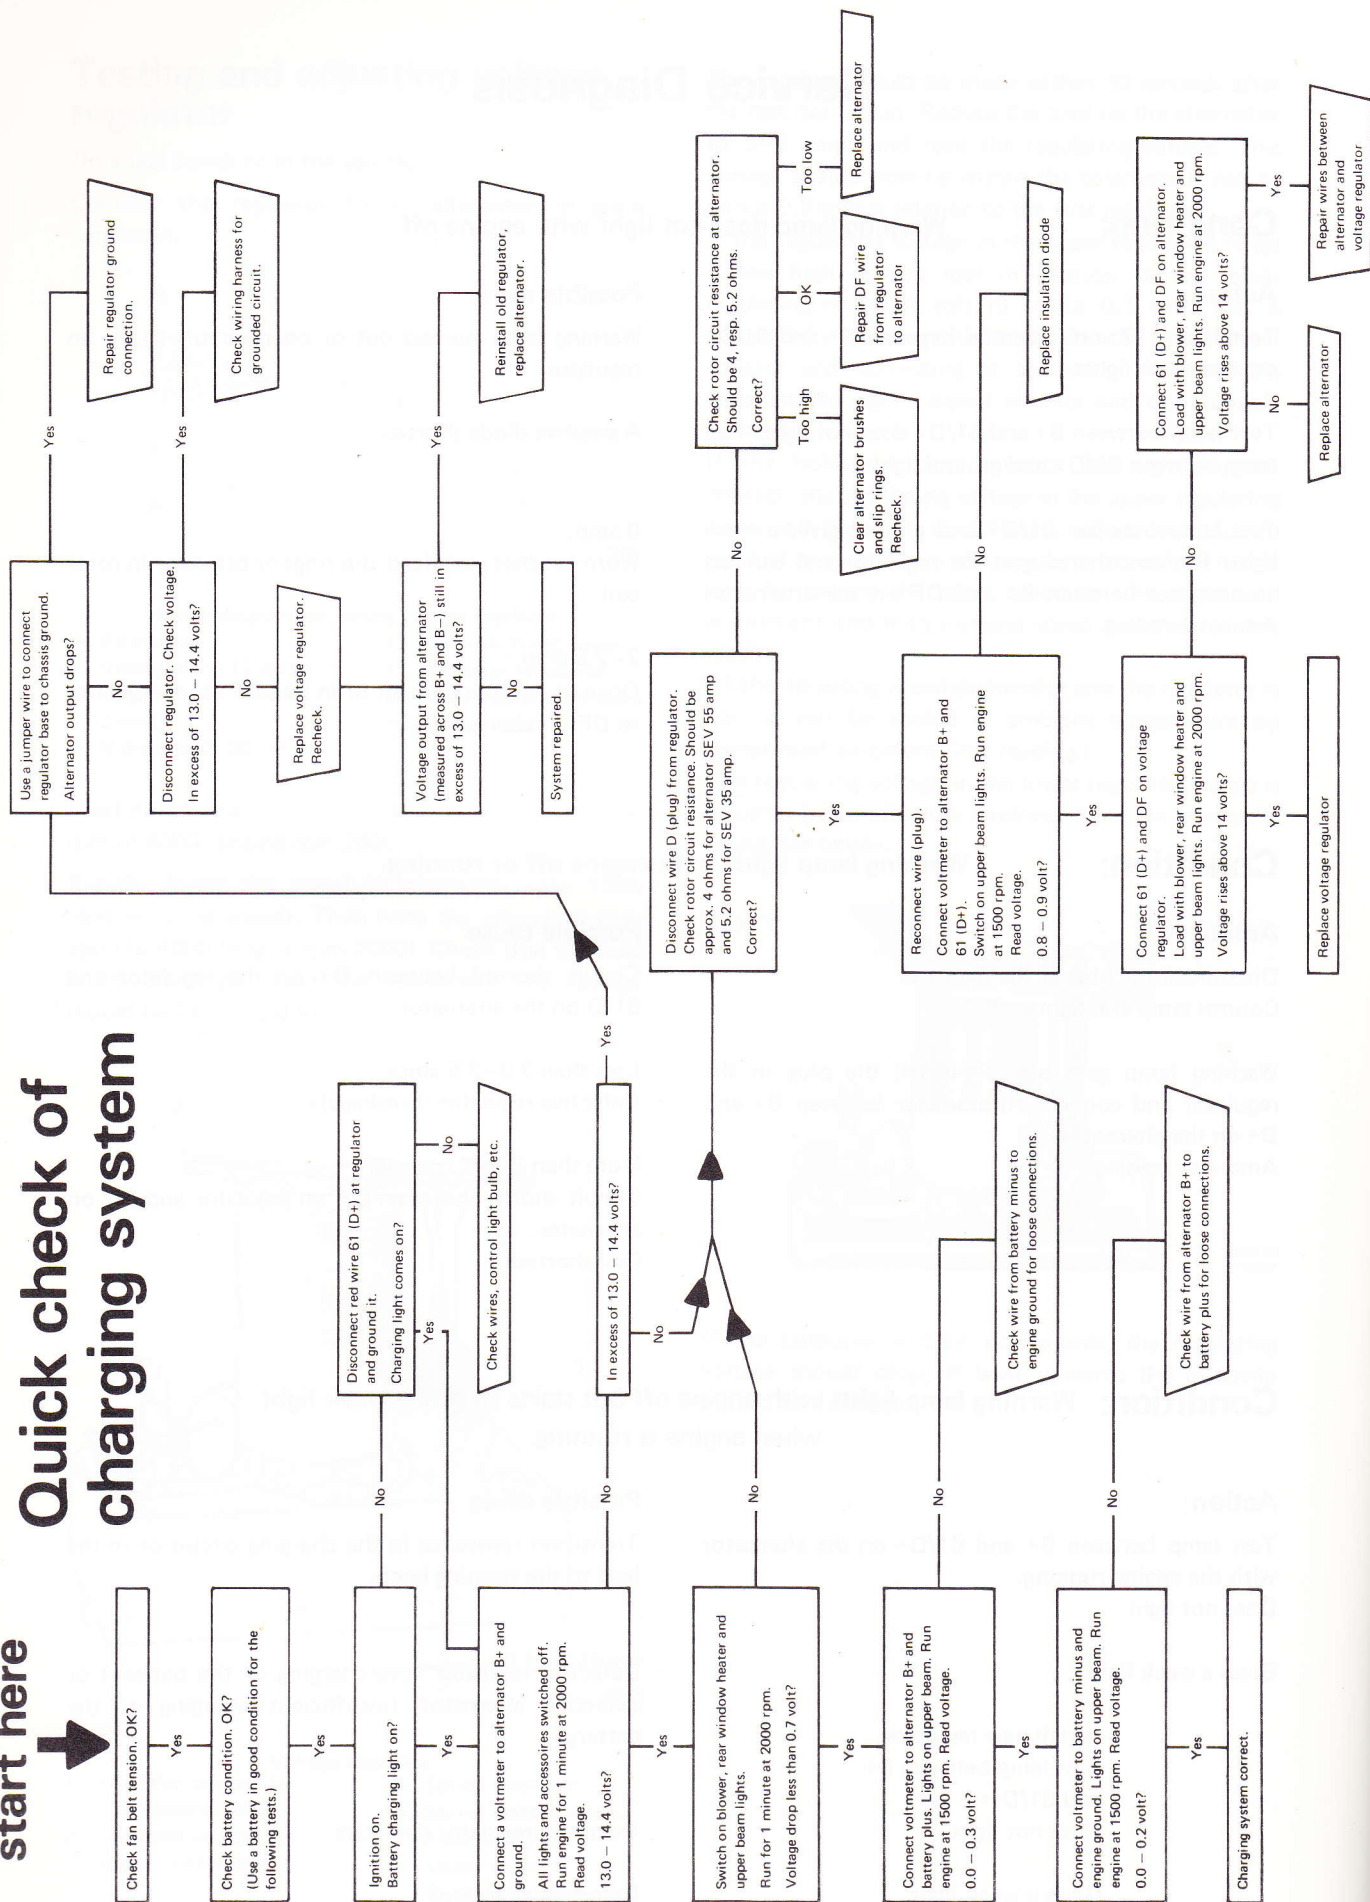 Quick check of
charging system
start here
Check fan belt tension. OK?
Yes
Check battery condition. OK?
(Use a battery in good condition for the
following tests.)
Yes
Ignition on.
Battery charging light on?
No
Disconnect red wire 61 (D+) at regulator
and ground it.
Charging light comes on?
Yes
No
Check wires, control light bulb, etc.
Yes
Connect a voltmeter to alternator B+ and
ground.
All lights and accessoires switched off.
Run engine for 1 minute at 2000 rpm.
Read voltage.
13.0 – 14.4 volts?
No
In excess of 13.0 – 14.4 volts?
Yes
No
Yes
Switch on blower, rear window heater and
upper beam lights.
Run for 1 minute at 2000 rpm.
Voltage drop less than 0.7 volt?
No
Yes
Connect voltmeter to alternator B+ and
battery plus. Lights on upper beam. Run
engine at 1500 rpm. Read voltage.
0.0 – 0.3 volt?
No
Check wire from battery minus to
engine ground for loose connections.
Yes
Connect voltmeter to battery minus and
engine ground. Lights on upper beam. Run
engine at 1500 rpm. Read voltage.
0.0 – 0.2 volt?
No
Check wire from alternator B+ to
battery plus for loose connections.
Yes
Charging system correct.
Use a jumper wire to connect
regulator base to chassis ground.
Alternator output drops?
Yes
Repair regulator ground
connection.
No
Disconnect regulator. Check voltage.
In excess of 13.0 – 14.4 volts?
Yes
Check wiring harness for
grounded circuit.
No
Replace voltage regulator.
Recheck.
Voltage output from alternator
(measured across B+ and B–) still in
excess of 13.0 – 14.4 volts?
Yes
Reinstall old regulator,
replace alternator.
No
System repaired.
Disconnect wire D (plug) from regulator.
Check rotor circuit resistance. Should be
approx. 4 ohms for alternator SEV 55 amp
and 5.2 ohms for SEV 35 amp.
Correct?
No
Check rotor circuit resistance at alternator.
Should be 4, resp. 5.2 ohms.
Correct?
Too high
OK
Too low
Clear alternator brushes
and slip rings.
Recheck.
Repair DF wire
from regulator
to alternator
Replace alternator
Yes
Reconnect wire (plug).
Connect voltmeter to alternator B+ and
61 (D+).
Switch on upper beam lights. Run engine
at 1500 rpm.
Read voltage.
0.8 – 0.9 volt?
No
Replace insulation diode
Yes
Connect 61 (D+) and DF on voltage
regulator.
Load with blower, rear window heater and
upper beam lights. Run engine at 2000 rpm.
Voltage rises above 14 volts?
No
Connect 61 (D+) and DF on alternator.
Load with blower, rear window heater and
upper beam lights. Run engine at 2000 rpm.
Voltage rises above 14 volts?
No
Yes
Replace alternator
Repair wires between
alternator and
voltage regulator
Yes
Replace voltage regulator